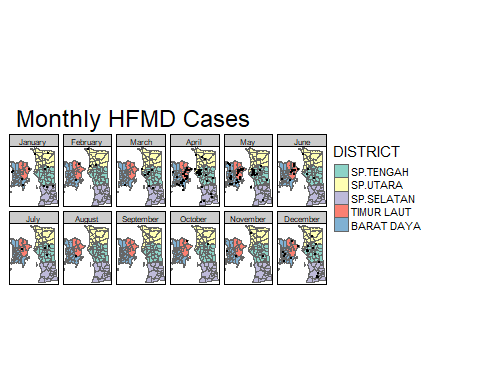 Monthly HFMD Cases
January February March April May June
July August September October November December
DISTRICT
SP.TENGAH
SP.UTARA
SP.SELATAN
TIMUR LAUT
BARAT DAYA